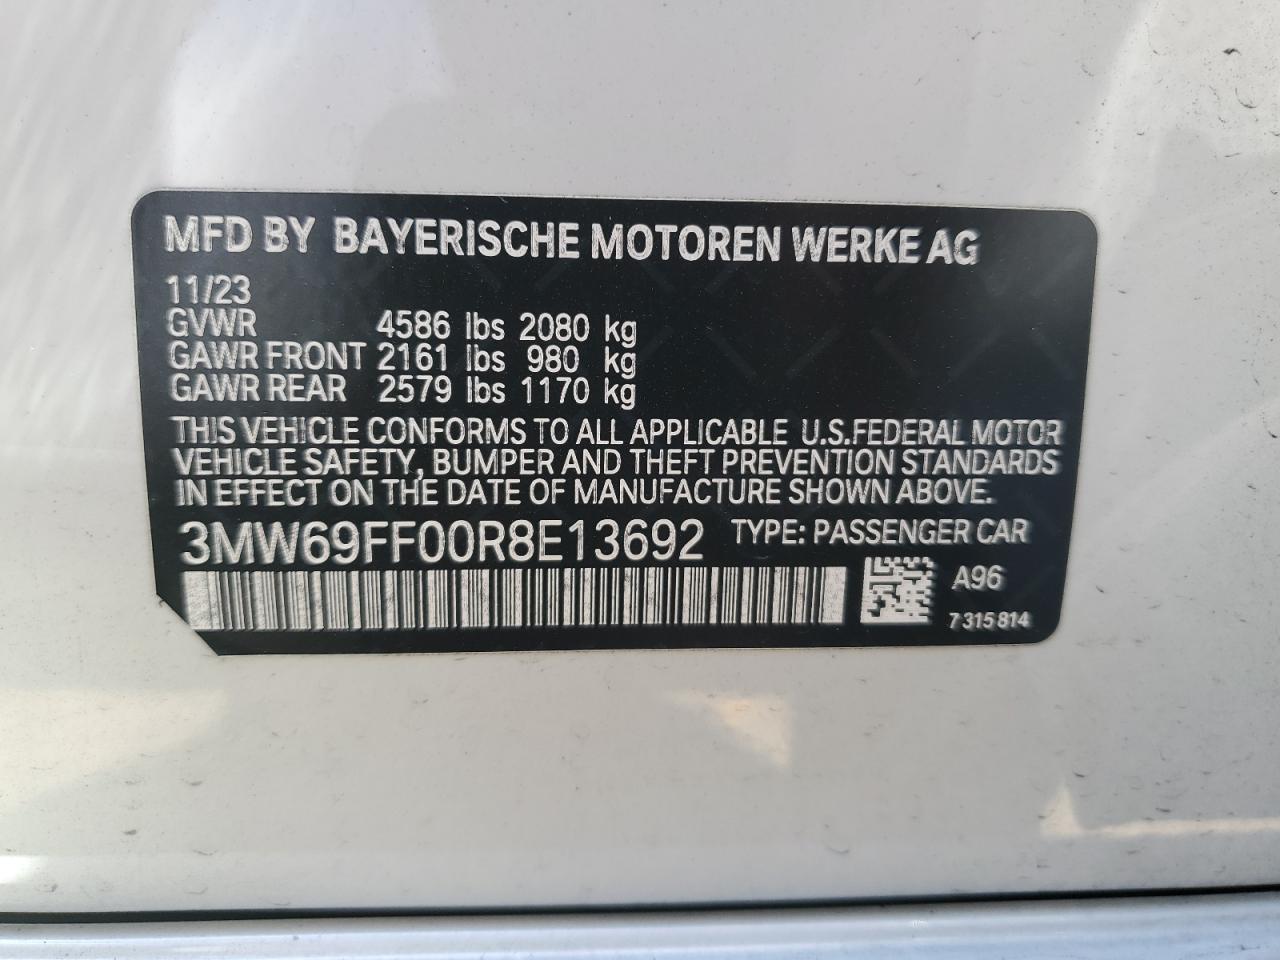 MFD BY BAYERISCHE MOTOREN WERKE AG
11/23
GVWR 4586 lbs 2080 kg
GAWR FRONT 2161 lbs 980 kg
GAWR REAR 2579 lbs 1170 kg
THIS VEHICLE CONFORMS TO ALL APPLICABLE U.S.FEDERAL MOTOR
VEHICLE SAFETY, BUMPER AND THEFT PREVENTION STANDARDS
IN EFFECT ON THE DATE OF MANUFACTURE SHOWN ABOVE.
3MW69FF00R8E13692 TYPE: PASSENGER CAR
A96
7 315 814